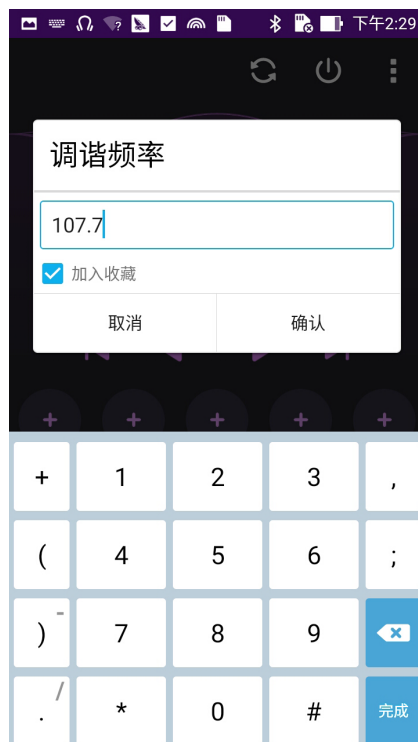 下午2:29
调谐频率
107.7
加入收藏
取消 确认
+ 1 2 3 ,
( 4 5 6 ;
) - 7 8 9
. / * 0 # 完成